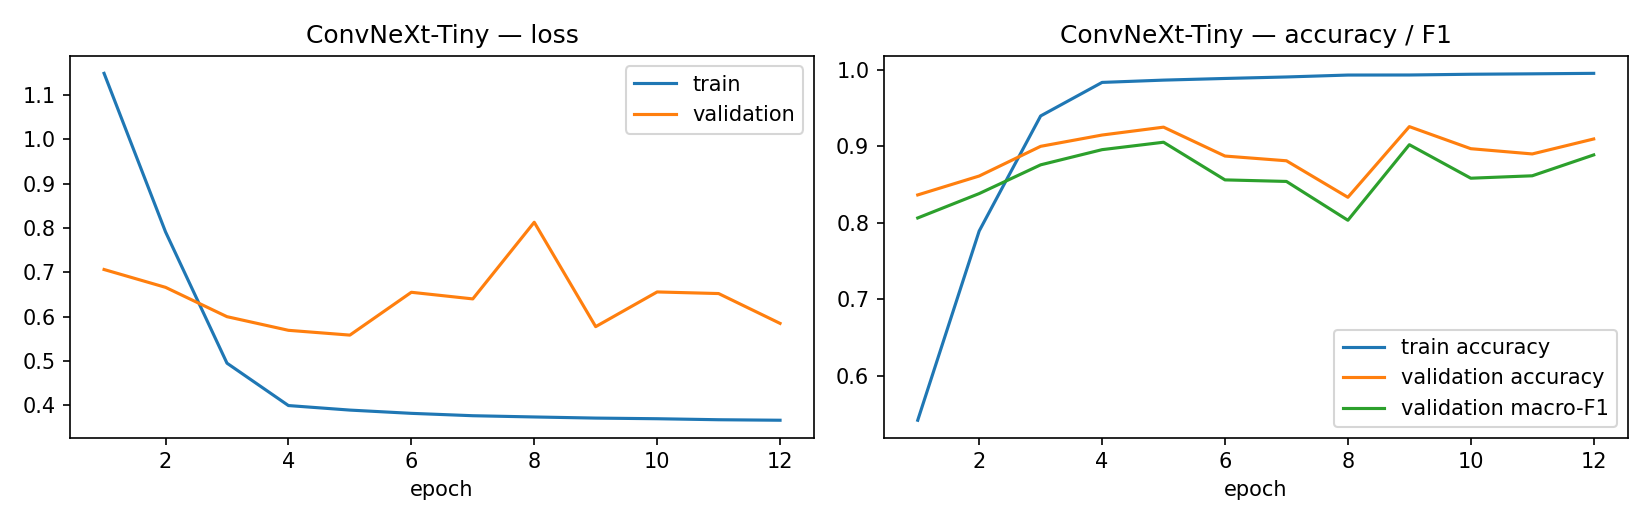 ConvNeXt-Tiny — loss
1.1
1.0
0.9
0.8
0.7
0.6
0.5
0.4
train
validation
2 4 6 8 10 12
epoch
ConvNeXt-Tiny — accuracy / F1
1.0
0.9
0.8
0.7
0.6
train accuracy
validation accuracy
validation macro-F1
2 4 6 8 10 12
epoch